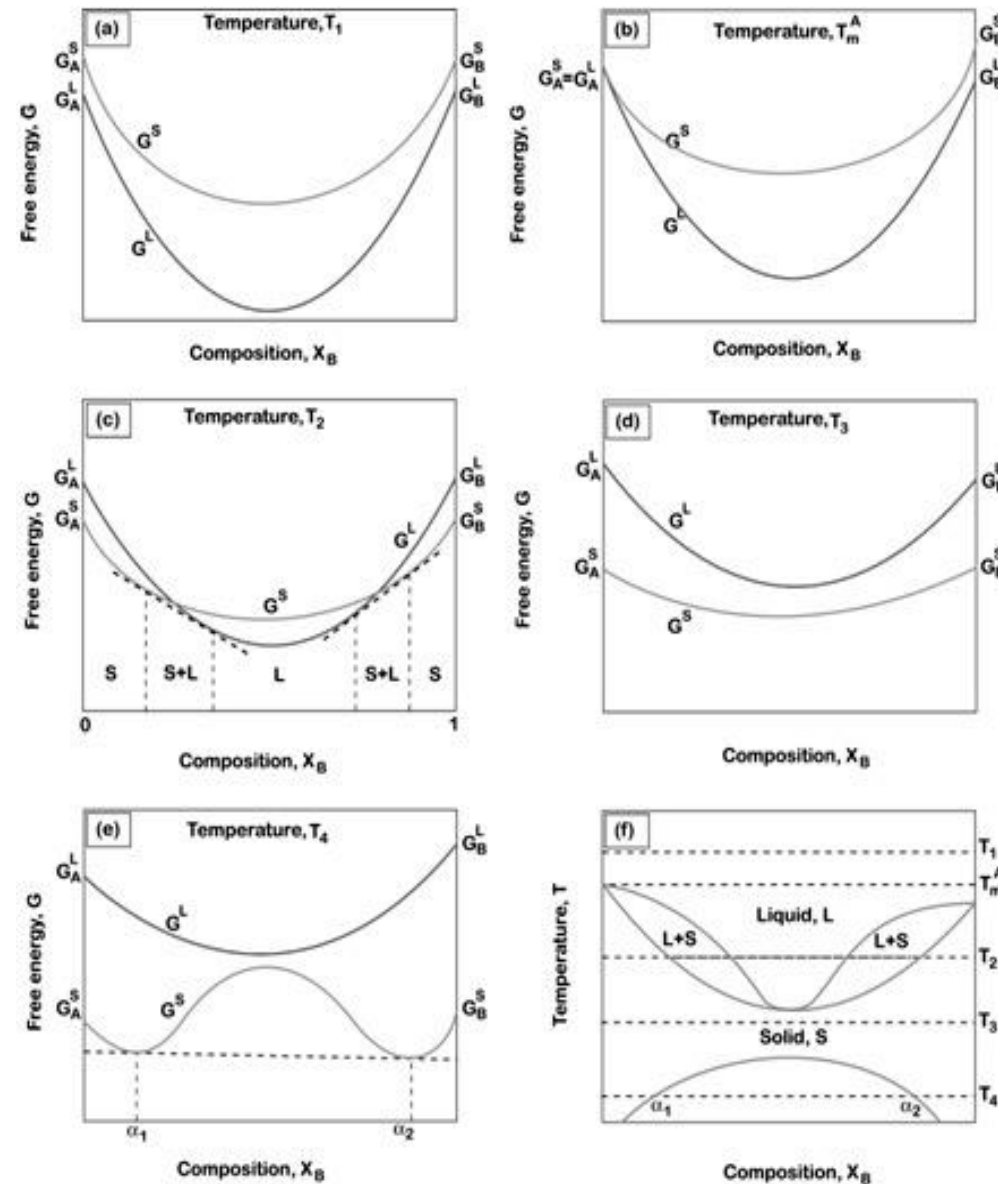 (a)
Temperature, T₁
G_A^S
G_A^L
G_B^S
G_B^L
G^S
G^L
Free energy, G
Composition, X_B
(b)
Temperature, T_m^A
G_A^S=G_A^L
G^S
G^L
Free energy, G
Composition, X_B
(c)
Temperature, T₂
G_A^L
G_A^S
G_B^L
G_B^S
G^L
G^S
S
S+L
L
S+L
S
0
1
Free energy, G
Composition, X_B
(d)
Temperature, T₃
G_A^L
G_A^S
G^L
G^S
Free energy, G
Composition, X_B
(e)
Temperature, T₄
G_A^L
G_A^S
G_B^L
G_B^S
G^L
G^S
α₁
α₂
Free energy, G
Composition, X_B
(f)
T₁
Liquid, L
L+S
L+S
T₂
T₃
Solid, S
α₁
α₂
T₄
Temperature, T
Composition, X_B